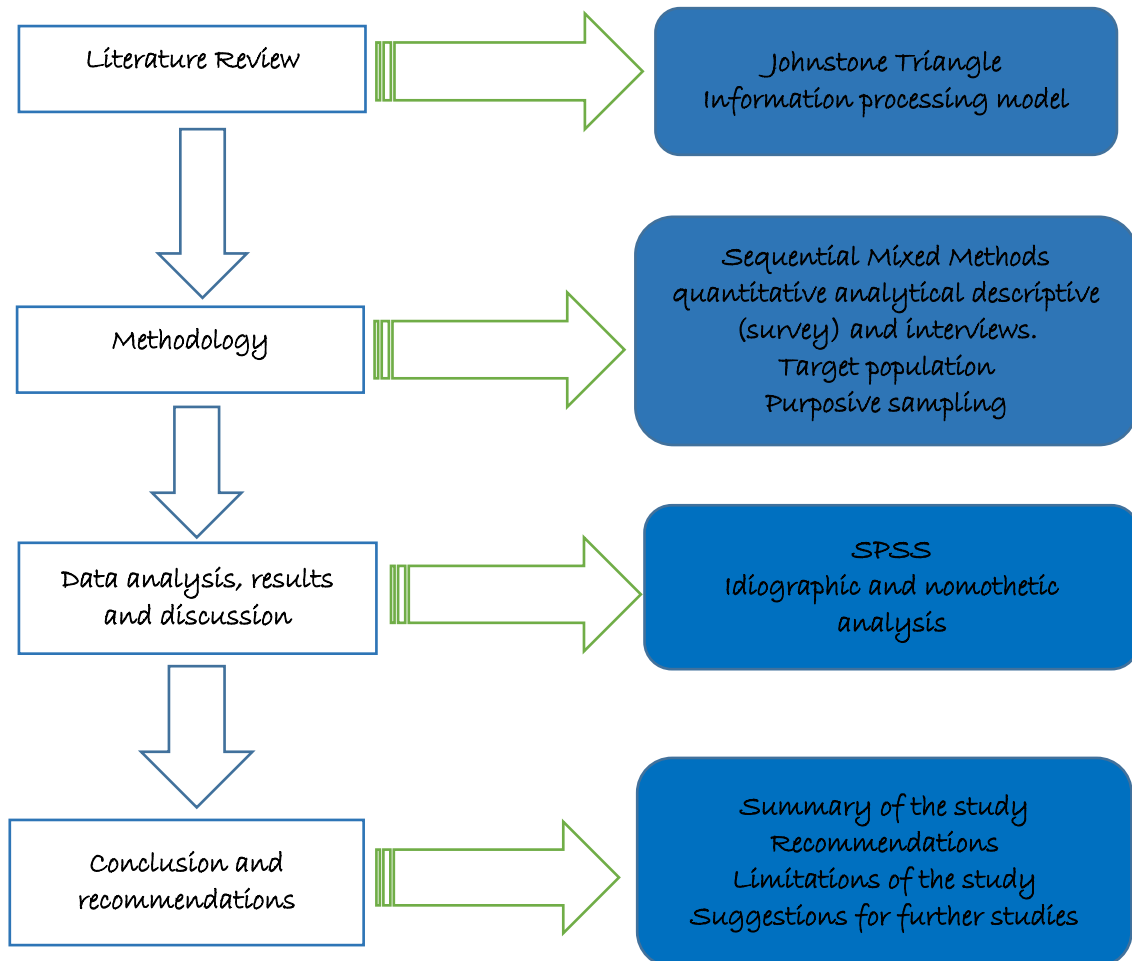 Literature Review
Johnstone Triangle
Information processing model
Methodology
Sequential Mixed Methods
quantitative analytical descriptive
(survey) and interviews.
Target population
Purposive sampling
Data analysis, results
and discussion
SPSS
Idiographic and nomothetic
analysis
Conclusion and
recommendations
Summary of the study
Recommendations
Limitations of the study
Suggestions for further studies